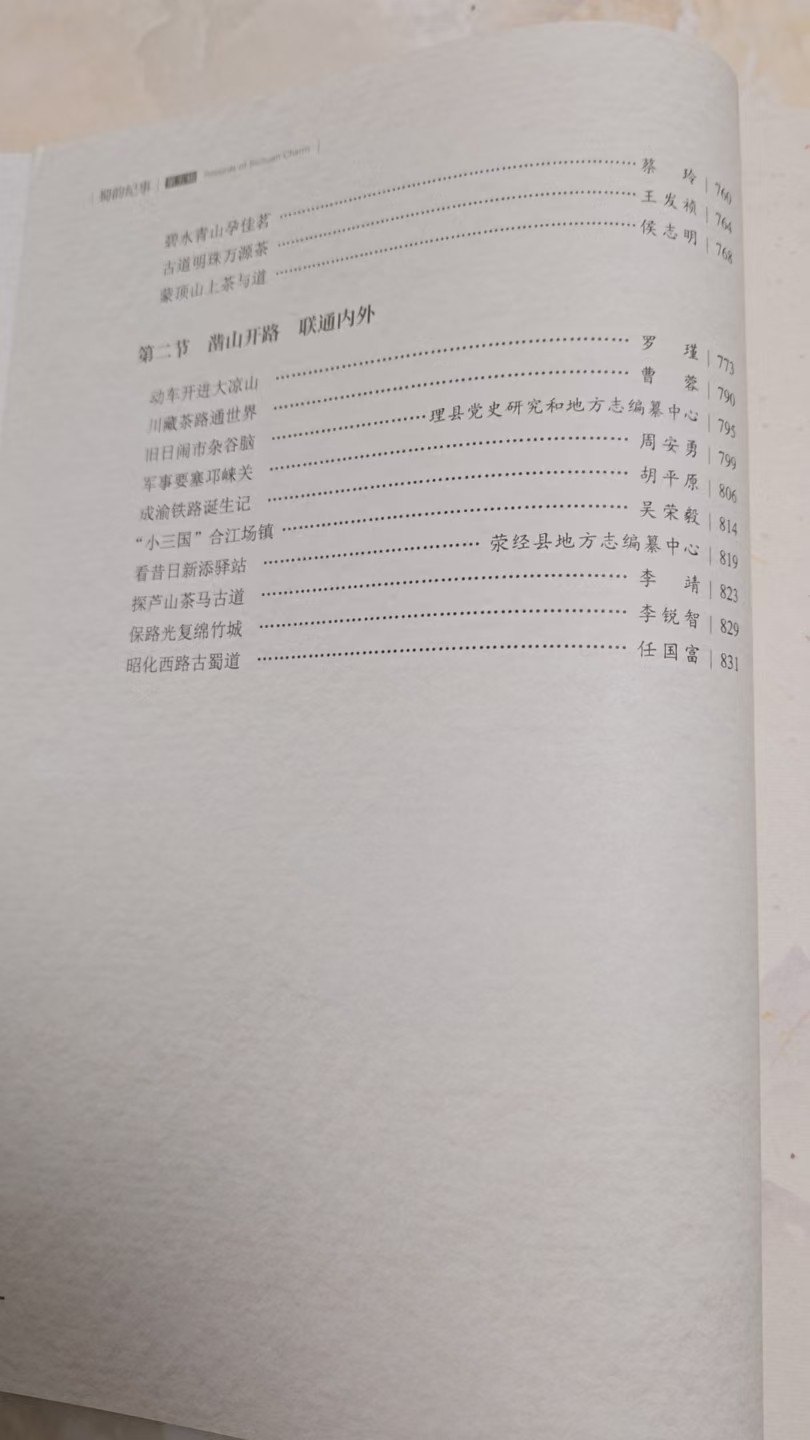 蜀韵纪事 Records of Sichuan Charm
碧水青山孕佳茗 蔡玲 760
古道明珠万源茶 王发祯 764
蒙顶山上茶与道 侯志明 768
第二节 凿山开路 联通内外
动车开进大凉山 罗瑾 773
川藏茶路通世界 曹蓉 790
旧日闹市杂谷脑 理县党史研究和地方志编纂中心 795
军事要塞邛崃关 周安勇 799
成渝铁路诞生记 胡平原 806
“小三国”合江场镇 吴荣毅 814
看昔日新添驿站 荥经县地方志编纂中心 819
探芦山茶马古道 李靖 823
保路光复绵竹城 李锐智 829
昭化西路古蜀道 任国富 831